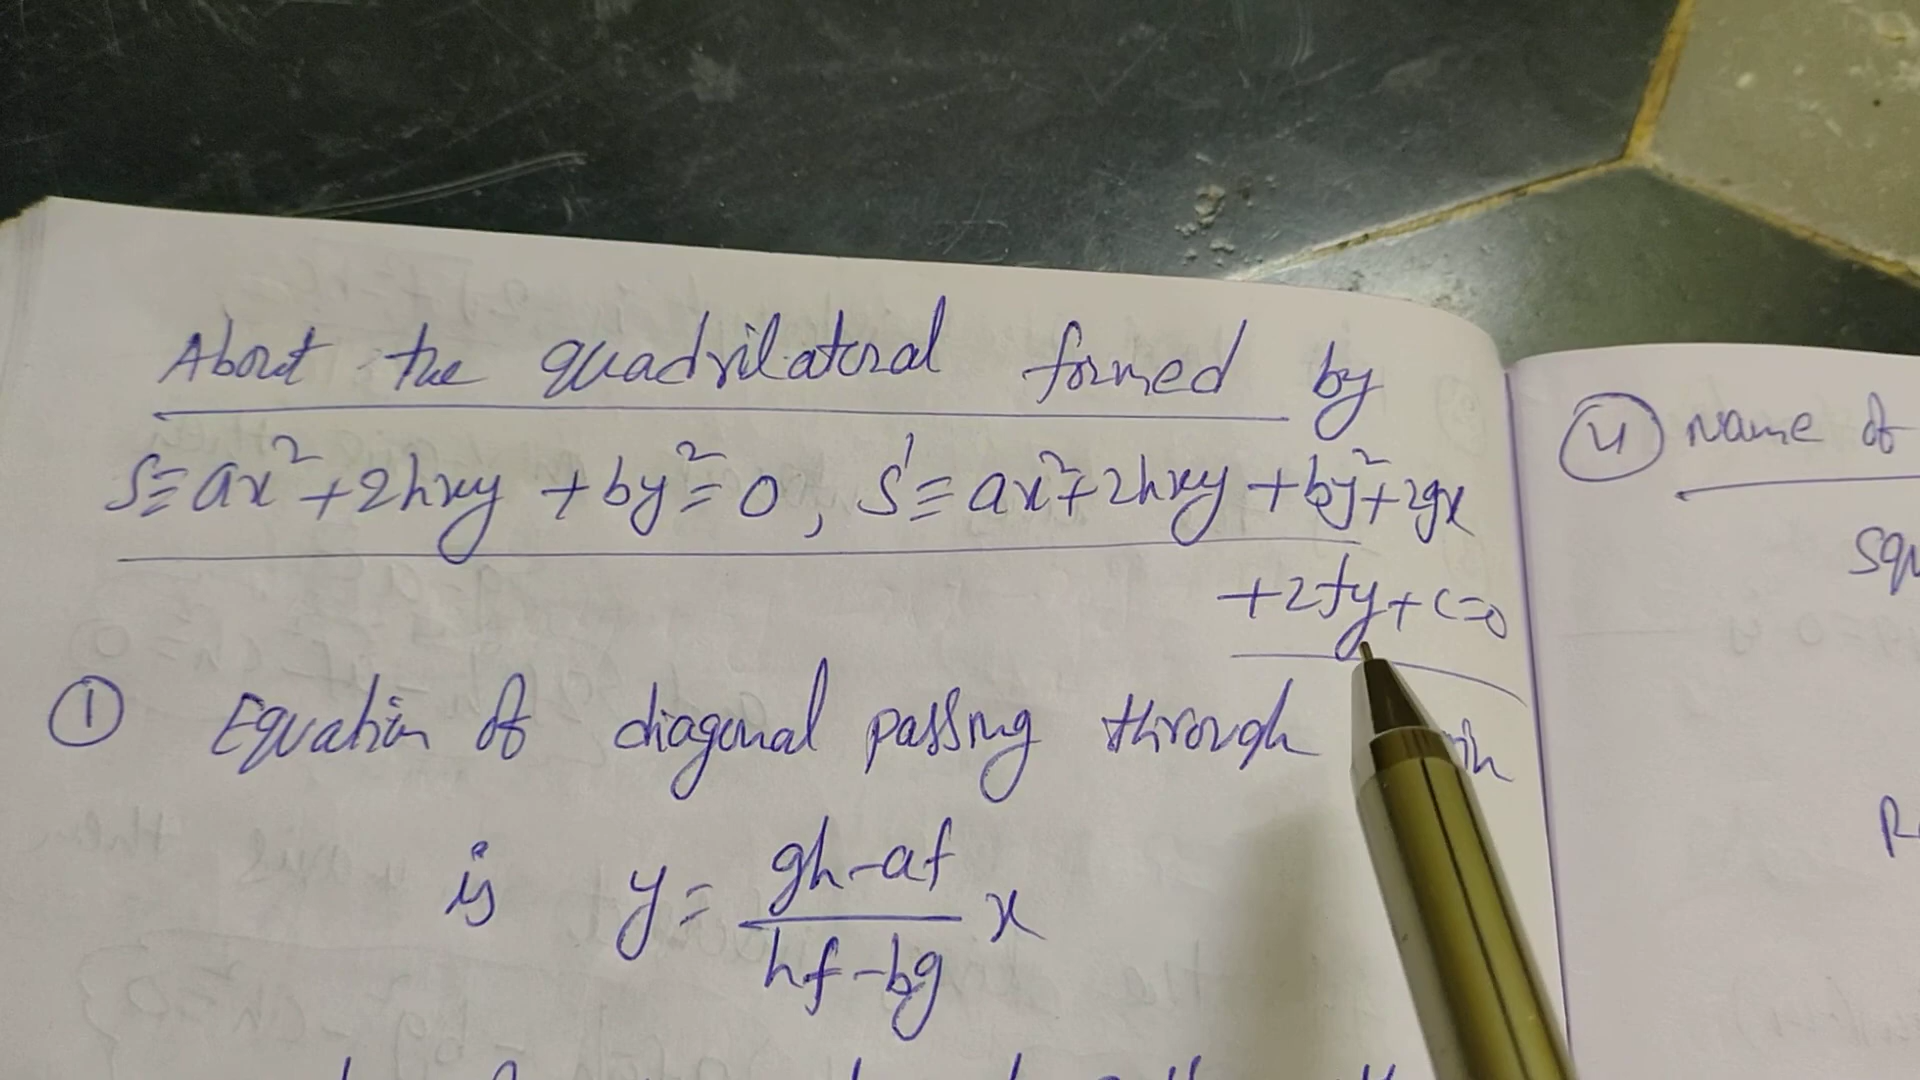 About the quadrilateral formed by
S≡ax²+2hxy+by²=0, S'≡ax²+2hxy+by²+2gx
+2fy+c=0
① Equation of diagonal passing through
is y = (gh-af)/(hf-bg) x
④ Name of